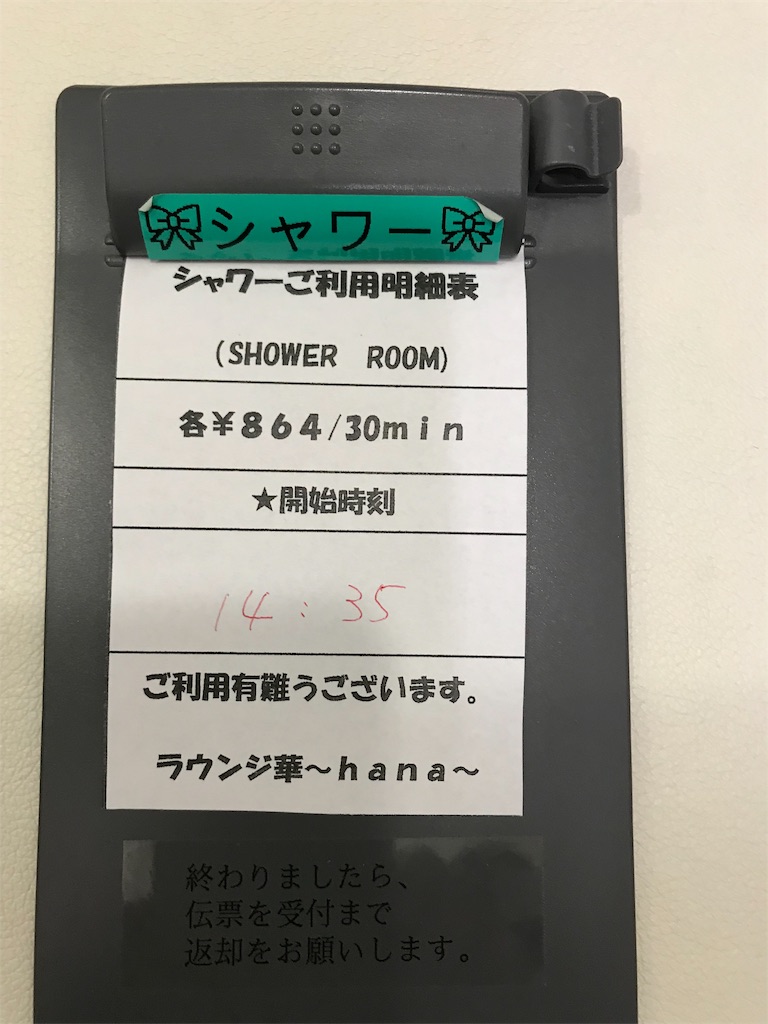 シャワー
シャワーご利用明細表
(SHOWER ROOM)
各¥864/30min
★開始時刻
14:35
ご利用有難うございます。
ラウンジ華～hana～
終わりましたら、
伝票を受付まで
返却をお願いします。